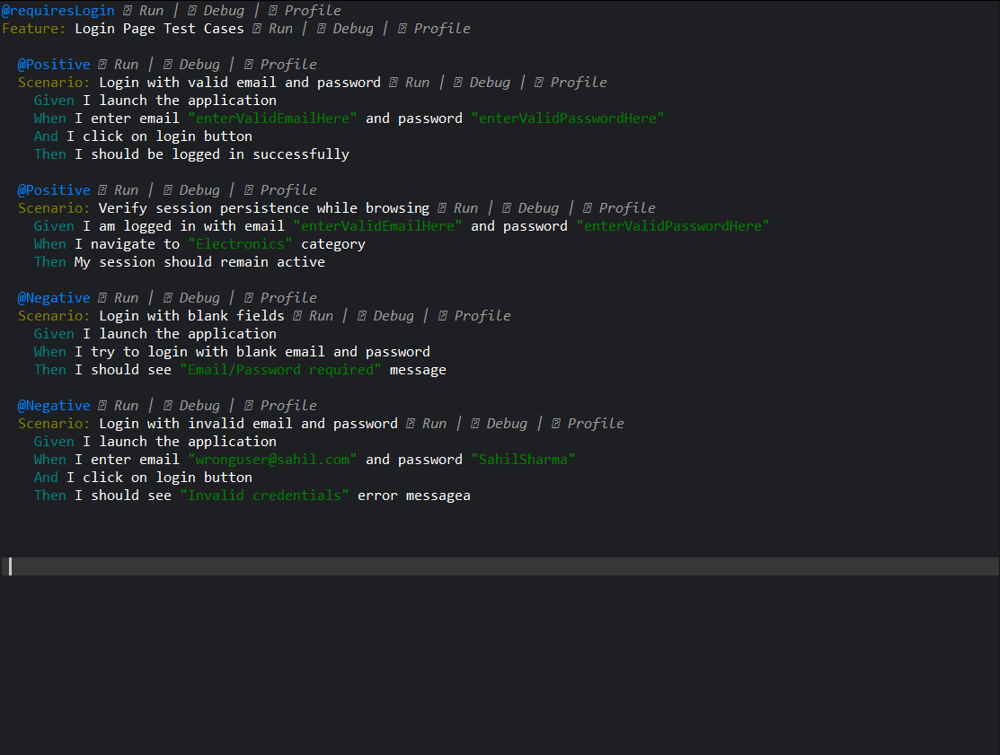 @requiresLogin Run | Debug | Profile
Feature: Login Page Test Cases Run | Debug | Profile
@Positive Run | Debug | Profile
Scenario: Login with valid email and password Run | Debug | Profile
Given I launch the application
When I enter email "enterValidEmailHere" and password "enterValidPasswordHere"
And I click on login button
Then I should be logged in successfully
@Positive Run | Debug | Profile
Scenario: Verify session persistence while browsing Run | Debug | Profile
Given I am logged in with email "enterValidEmailHere" and password "enterValidPasswordHere"
When I navigate to "Electronics" category
Then My session should remain active
@Negative Run | Debug | Profile
Scenario: Login with blank fields Run | Debug | Profile
Given I launch the application
When I try to login with blank email and password
Then I should see "Email/Password required" message
@Negative Run | Debug | Profile
Scenario: Login with invalid email and password Run | Debug | Profile
Given I launch the application
When I enter email "wronguser@sahil.com" and password "SahilSharma"
And I click on login button
Then I should see "Invalid credentials" error messagea